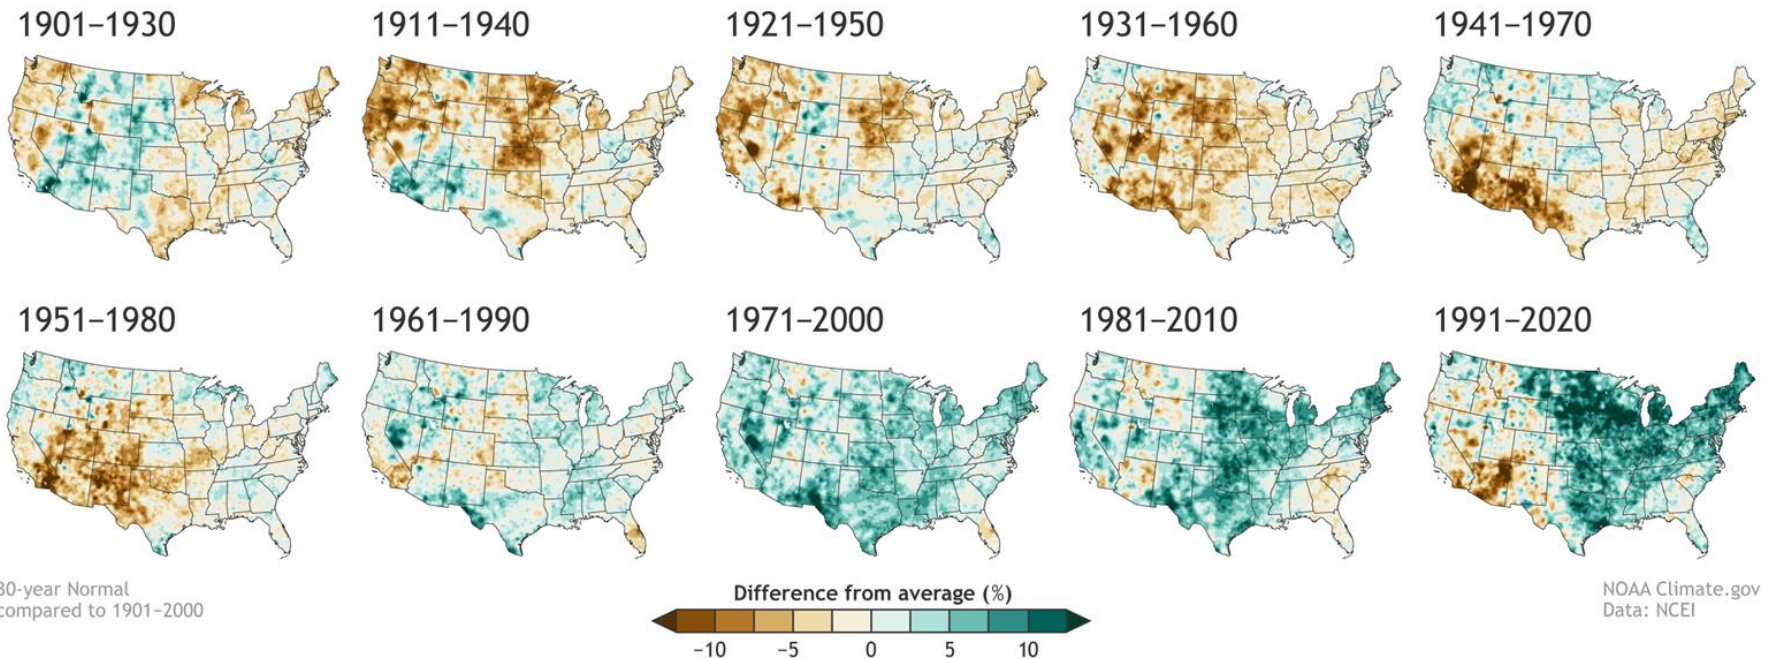 1901–1930
1911–1940
1921–1950
1931–1960
1941–1970
1951–1980
1961–1990
1971–2000
1981–2010
1991–2020
30-year Normal
compared to 1901–2000
Difference from average (%)
−10 −5 0 5 10
NOAA Climate.gov
Data: NCEI